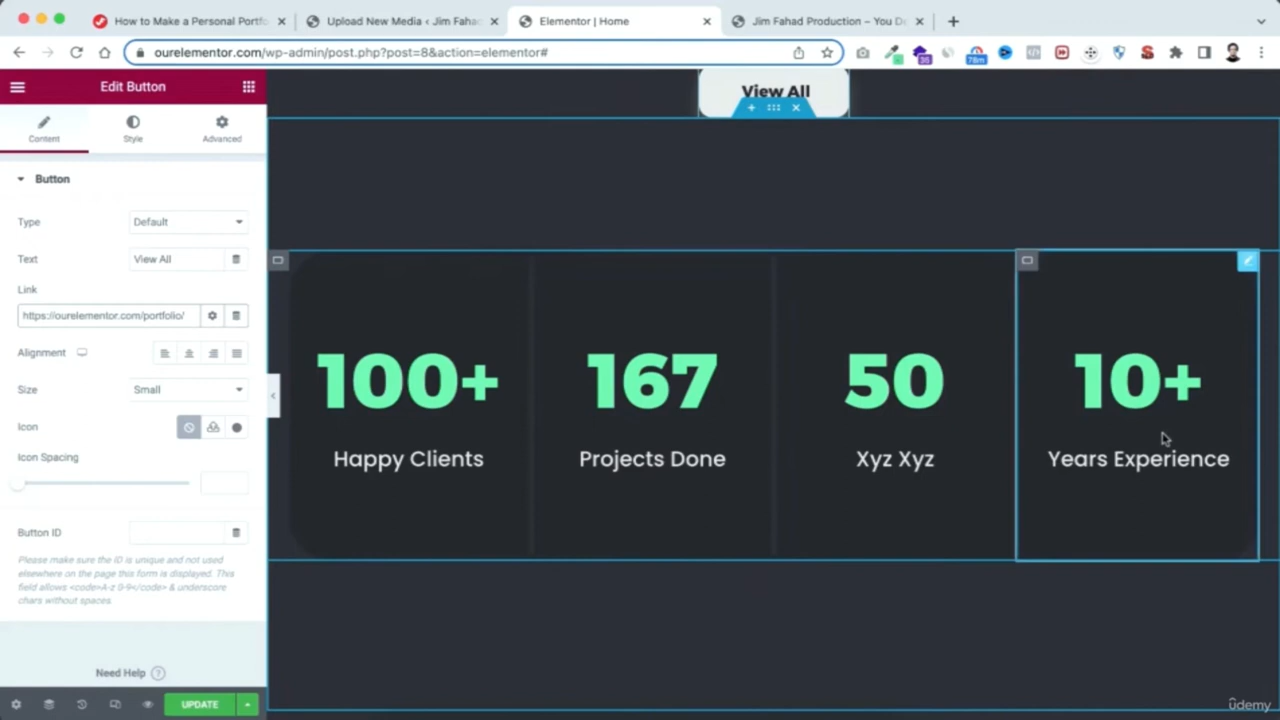 How to Make a Personal Portfo
Upload New Media ‹ Jim Fahad
Elementor | Home
Jim Fahad Production – You De
ourelementor.com/wp-admin/post.php?post=8&action=elementor#
36
78m
Edit Button
Content
Style
Advanced
Button
Type
Default
Text
View All
Link
https://ourelementor.com/portfolio/
Alignment
Size
Small
Icon
Icon Spacing
Button ID
Please make sure the ID is unique and not used
elsewhere on the page this form is displayed. This
field allows <code>A-z 0-9</code> & underscore
chars without spaces.
Need Help
UPDATE
View All
100+
167
50
10+
Happy Clients
Projects Done
Xyz Xyz
Years Experience
ûdemy